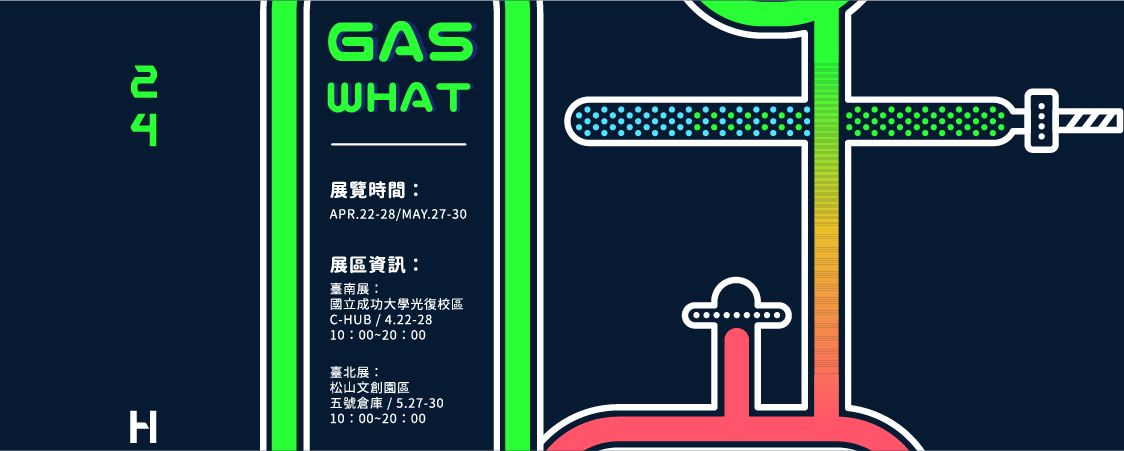 2
4
H
GAS
WHAT
展覽時間：
APR.22-28/MAY.27-30
展區資訊：
臺南展：
國立成功大學光復校區
C-HUB / 4.22-28
10：00~20：00
臺北展：
松山文創園區
五號倉庫 / 5.27-30
10：00~20：00